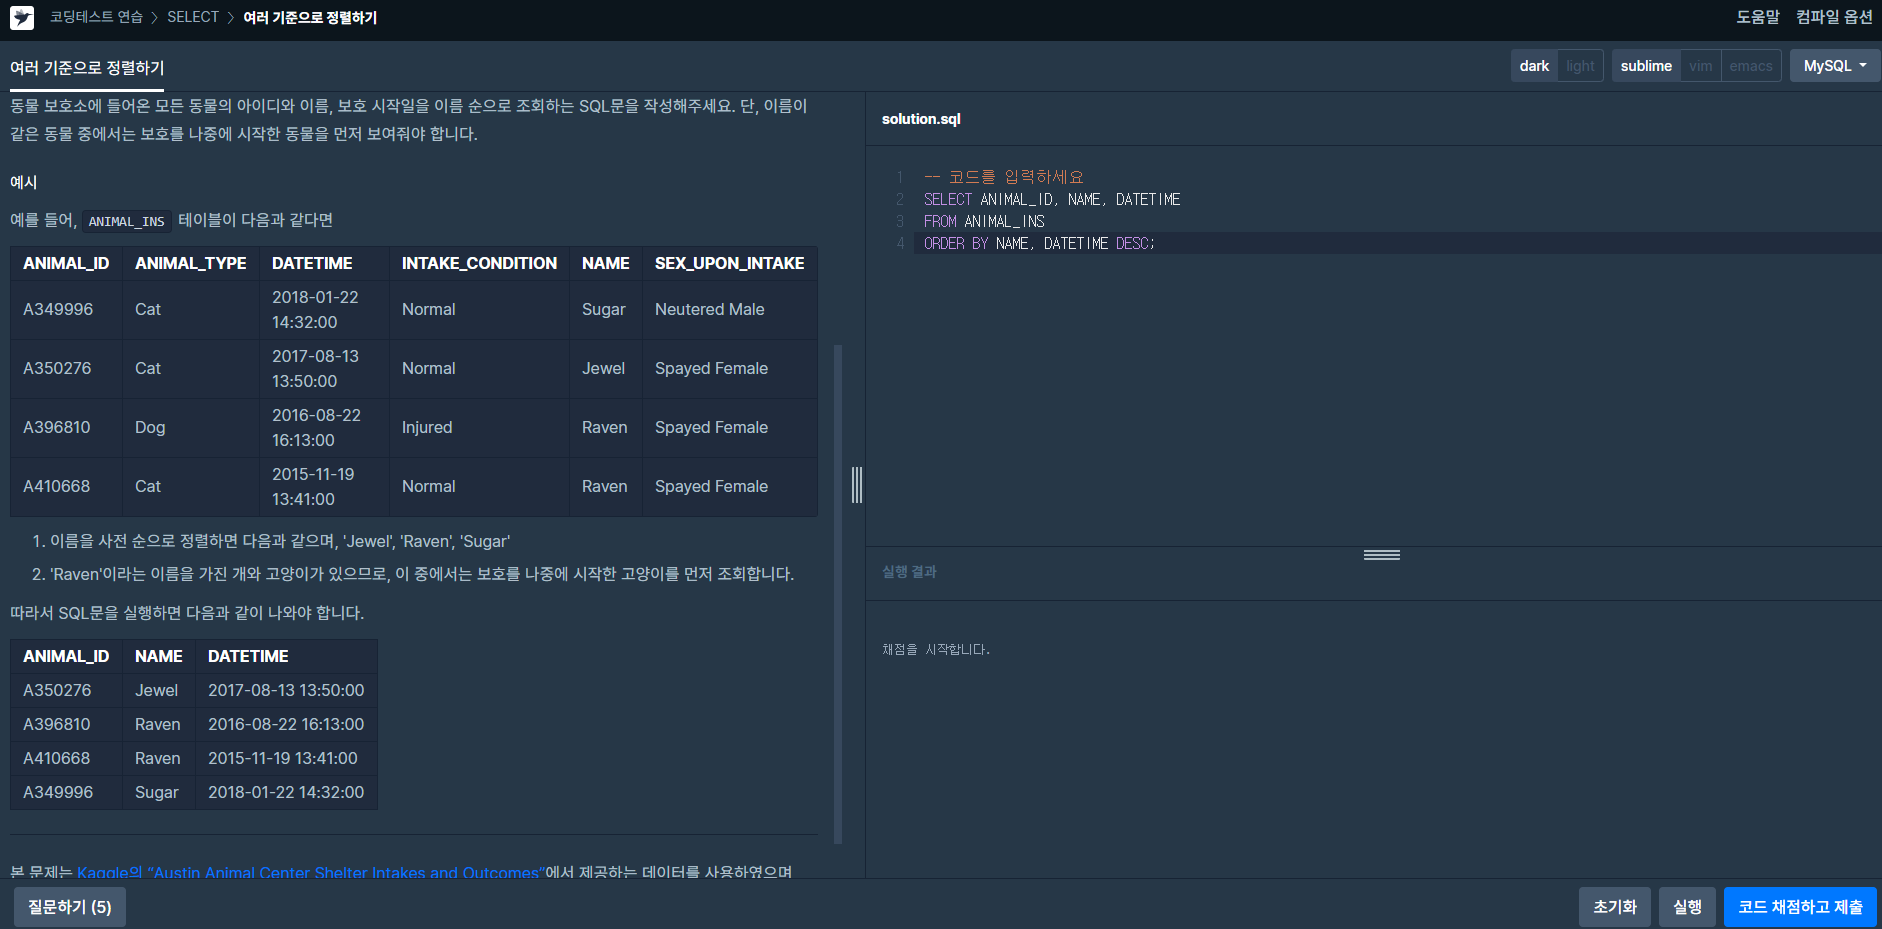 코딩테스트 연습 > SELECT > 여러 기준으로 정렬하기
도움말 컴파일 옵션
여러 기준으로 정렬하기
dark light sublime vim emacs MySQL
동물 보호소에 들어온 모든 동물의 아이디와 이름, 보호 시작일을 이름 순으로 조회하는 SQL문을 작성해주세요. 단, 이름이
같은 동물 중에서는 보호를 나중에 시작한 동물을 먼저 보여줘야 합니다.
예시
예를 들어, ANIMAL_INS 테이블이 다음과 같다면
ANIMAL_ID ANIMAL_TYPE DATETIME INTAKE_CONDITION NAME SEX_UPON_INTAKE
A349996 Cat 2018-01-22 14:32:00 Normal Sugar Neutered Male
A350276 Cat 2017-08-13 13:50:00 Normal Jewel Spayed Female
A396810 Dog 2016-08-22 16:13:00 Injured Raven Spayed Female
A410668 Cat 2015-11-19 13:41:00 Normal Raven Spayed Female
1. 이름을 사전 순으로 정렬하면 다음과 같으며, 'Jewel', 'Raven', 'Sugar'
2. 'Raven'이라는 이름을 가진 개와 고양이가 있으므로, 이 중에서는 보호를 나중에 시작한 고양이를 먼저 조회합니다.
따라서 SQL문을 실행하면 다음과 같이 나와야 합니다.
ANIMAL_ID NAME DATETIME
A350276 Jewel 2017-08-13 13:50:00
A396810 Raven 2016-08-22 16:13:00
A410668 Raven 2015-11-19 13:41:00
A349996 Sugar 2018-01-22 14:32:00
본 문제는 Kaggle의 “Austin Animal Center Shelter Intakes and Outcomes”에서 제공하는 데이터를 사용하였으며
solution.sql
1 -- 코드를 입력하세요
2 SELECT ANIMAL_ID, NAME, DATETIME
3 FROM ANIMAL_INS
4 ORDER BY NAME, DATETIME DESC;
실행 결과
채점을 시작합니다.
질문하기 (5)
초기화 실행 코드 채점하고 제출